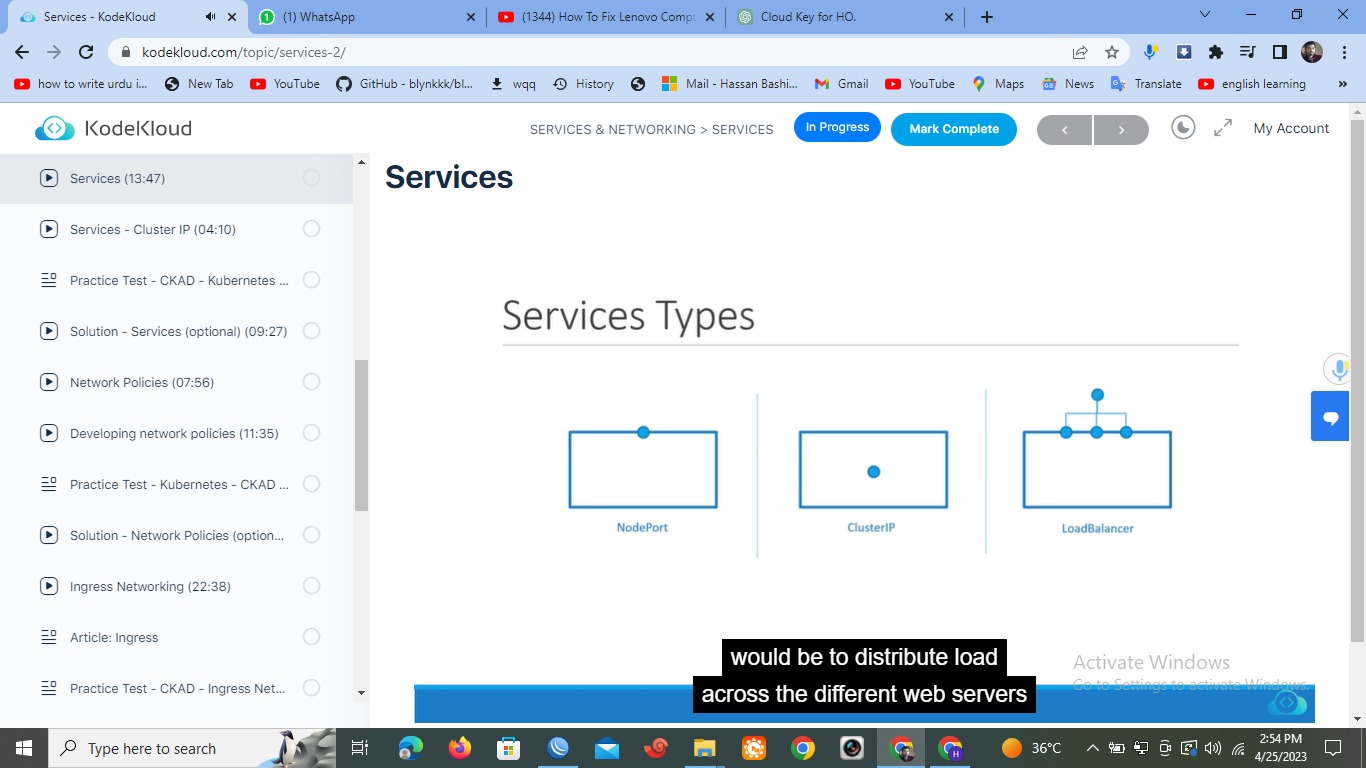 Services - KodeKloud
(1) WhatsApp
(1344) How To Fix Lenovo Compu
Cloud Key for HO.
kodekloud.com/topic/services-2/
how to write urdu i...
New Tab
YouTube
GitHub - blynkkk/bl...
wqq
History
Mail - Hassan Bashi...
Gmail
YouTube
Maps
News
Translate
english learning
»
KodeKloud
SERVICES & NETWORKING > SERVICES
In Progress
Mark Complete
My Account
Services (13:47)
Services - Cluster IP (04:10)
Practice Test - CKAD - Kubernetes ...
Solution - Services (optional) (09:27)
Network Policies (07:56)
Developing network policies (11:35)
Practice Test - Kubernetes - CKAD ...
Solution - Network Policies (option...
Ingress Networking (22:38)
Article: Ingress
Practice Test - CKAD - Ingress Net...
Services
Services Types
NodePort
ClusterIP
LoadBalancer
would be to distribute load
across the different web servers
Activate Windows
Go to Settings to activate Windows.
Type here to search
36°C
2:54 PM
4/25/2023